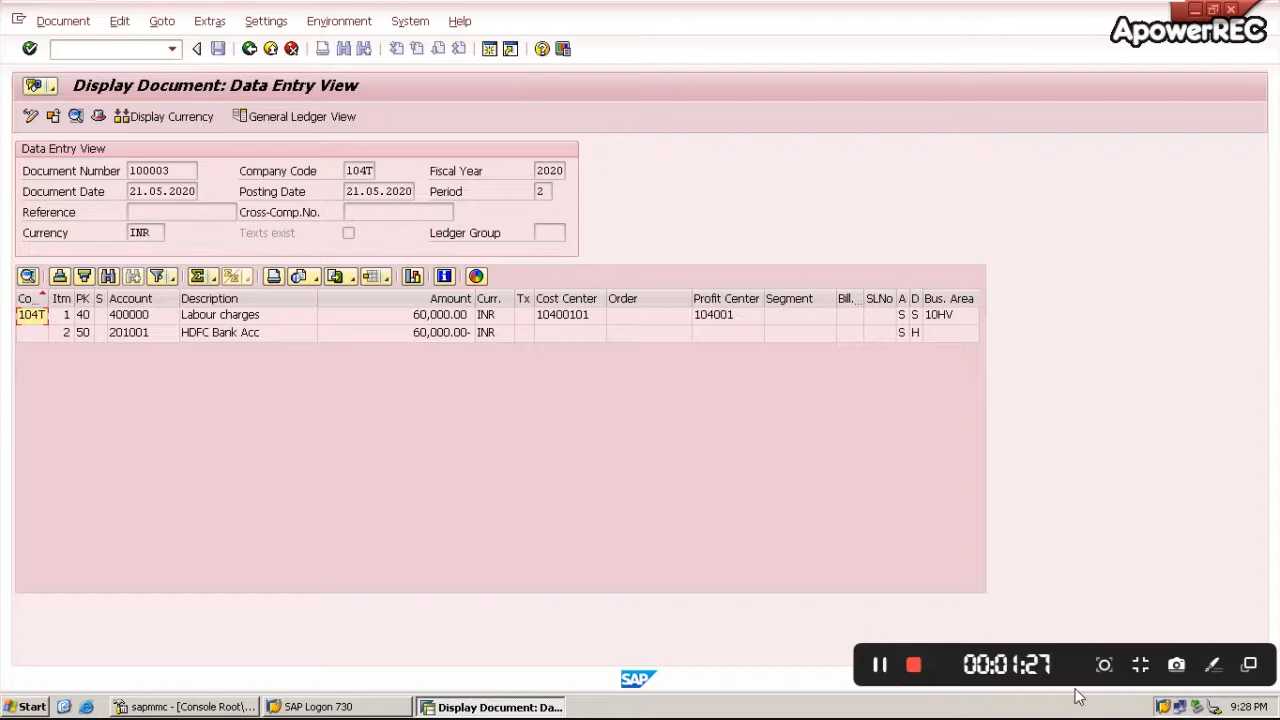 Document Edit Goto Extras Settings Environment System Help
ApowerREC
Display Document: Data Entry View
Display Currency General Ledger View
Data Entry View
Document Number 100003 Company Code 104T Fiscal Year 2020
Document Date 21.05.2020 Posting Date 21.05.2020 Period 2
Reference Cross-Comp.No.
Currency INR Texts exist Ledger Group
Co... Itm PK S Account Description Amount Curr. Tx Cost Center Order Profit Center Segment Bill... SLNo A D Bus. Area
104T 1 40 400000 Labour charges 60,000.00 INR 10400101 104001 S S 10HV
2 50 201001 HDFC Bank Acc 60,000.00- INR S H
00:01:27
SAP
Start sapmmc - [Console Root\... SAP Logon 730 Display Document: Da... 9:28 PM